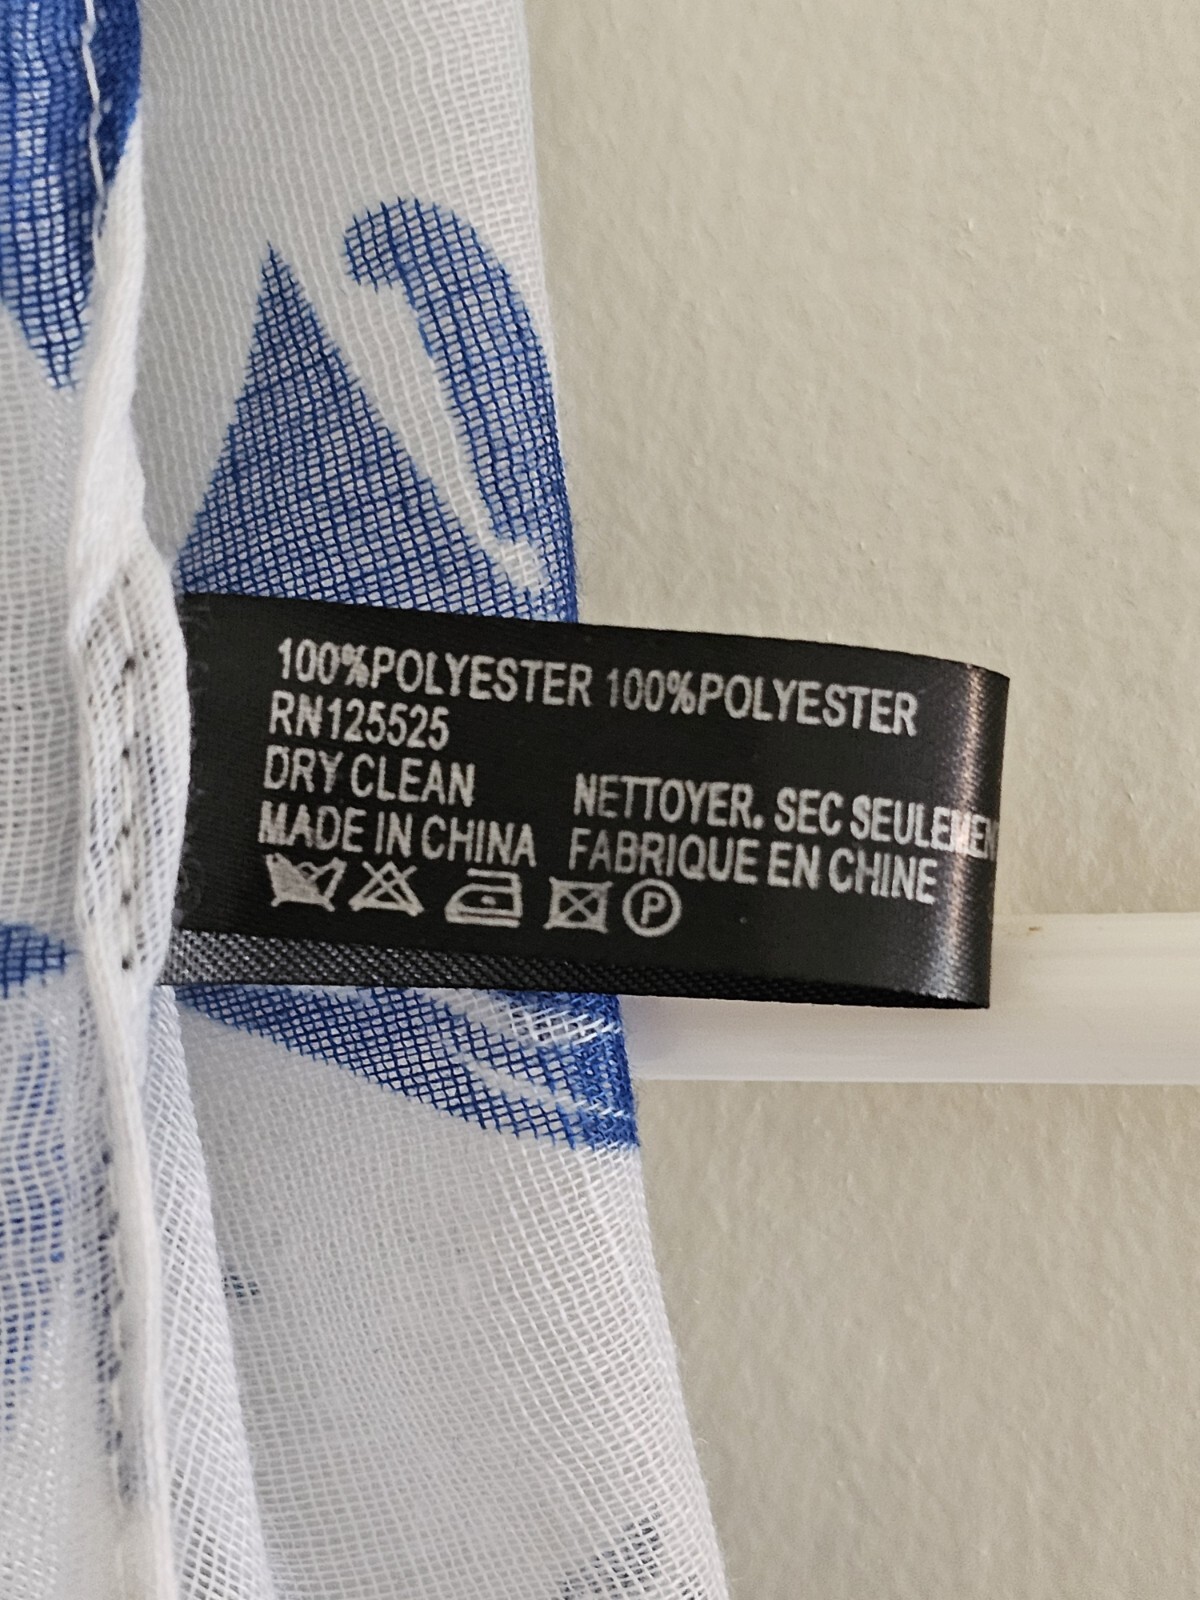 100%POLYESTER 100%POLYESTER
RN125525
DRY CLEAN NETTOYER. SEC SEULEMEN
MADE IN CHINA FABRIQUE EN CHINE
P